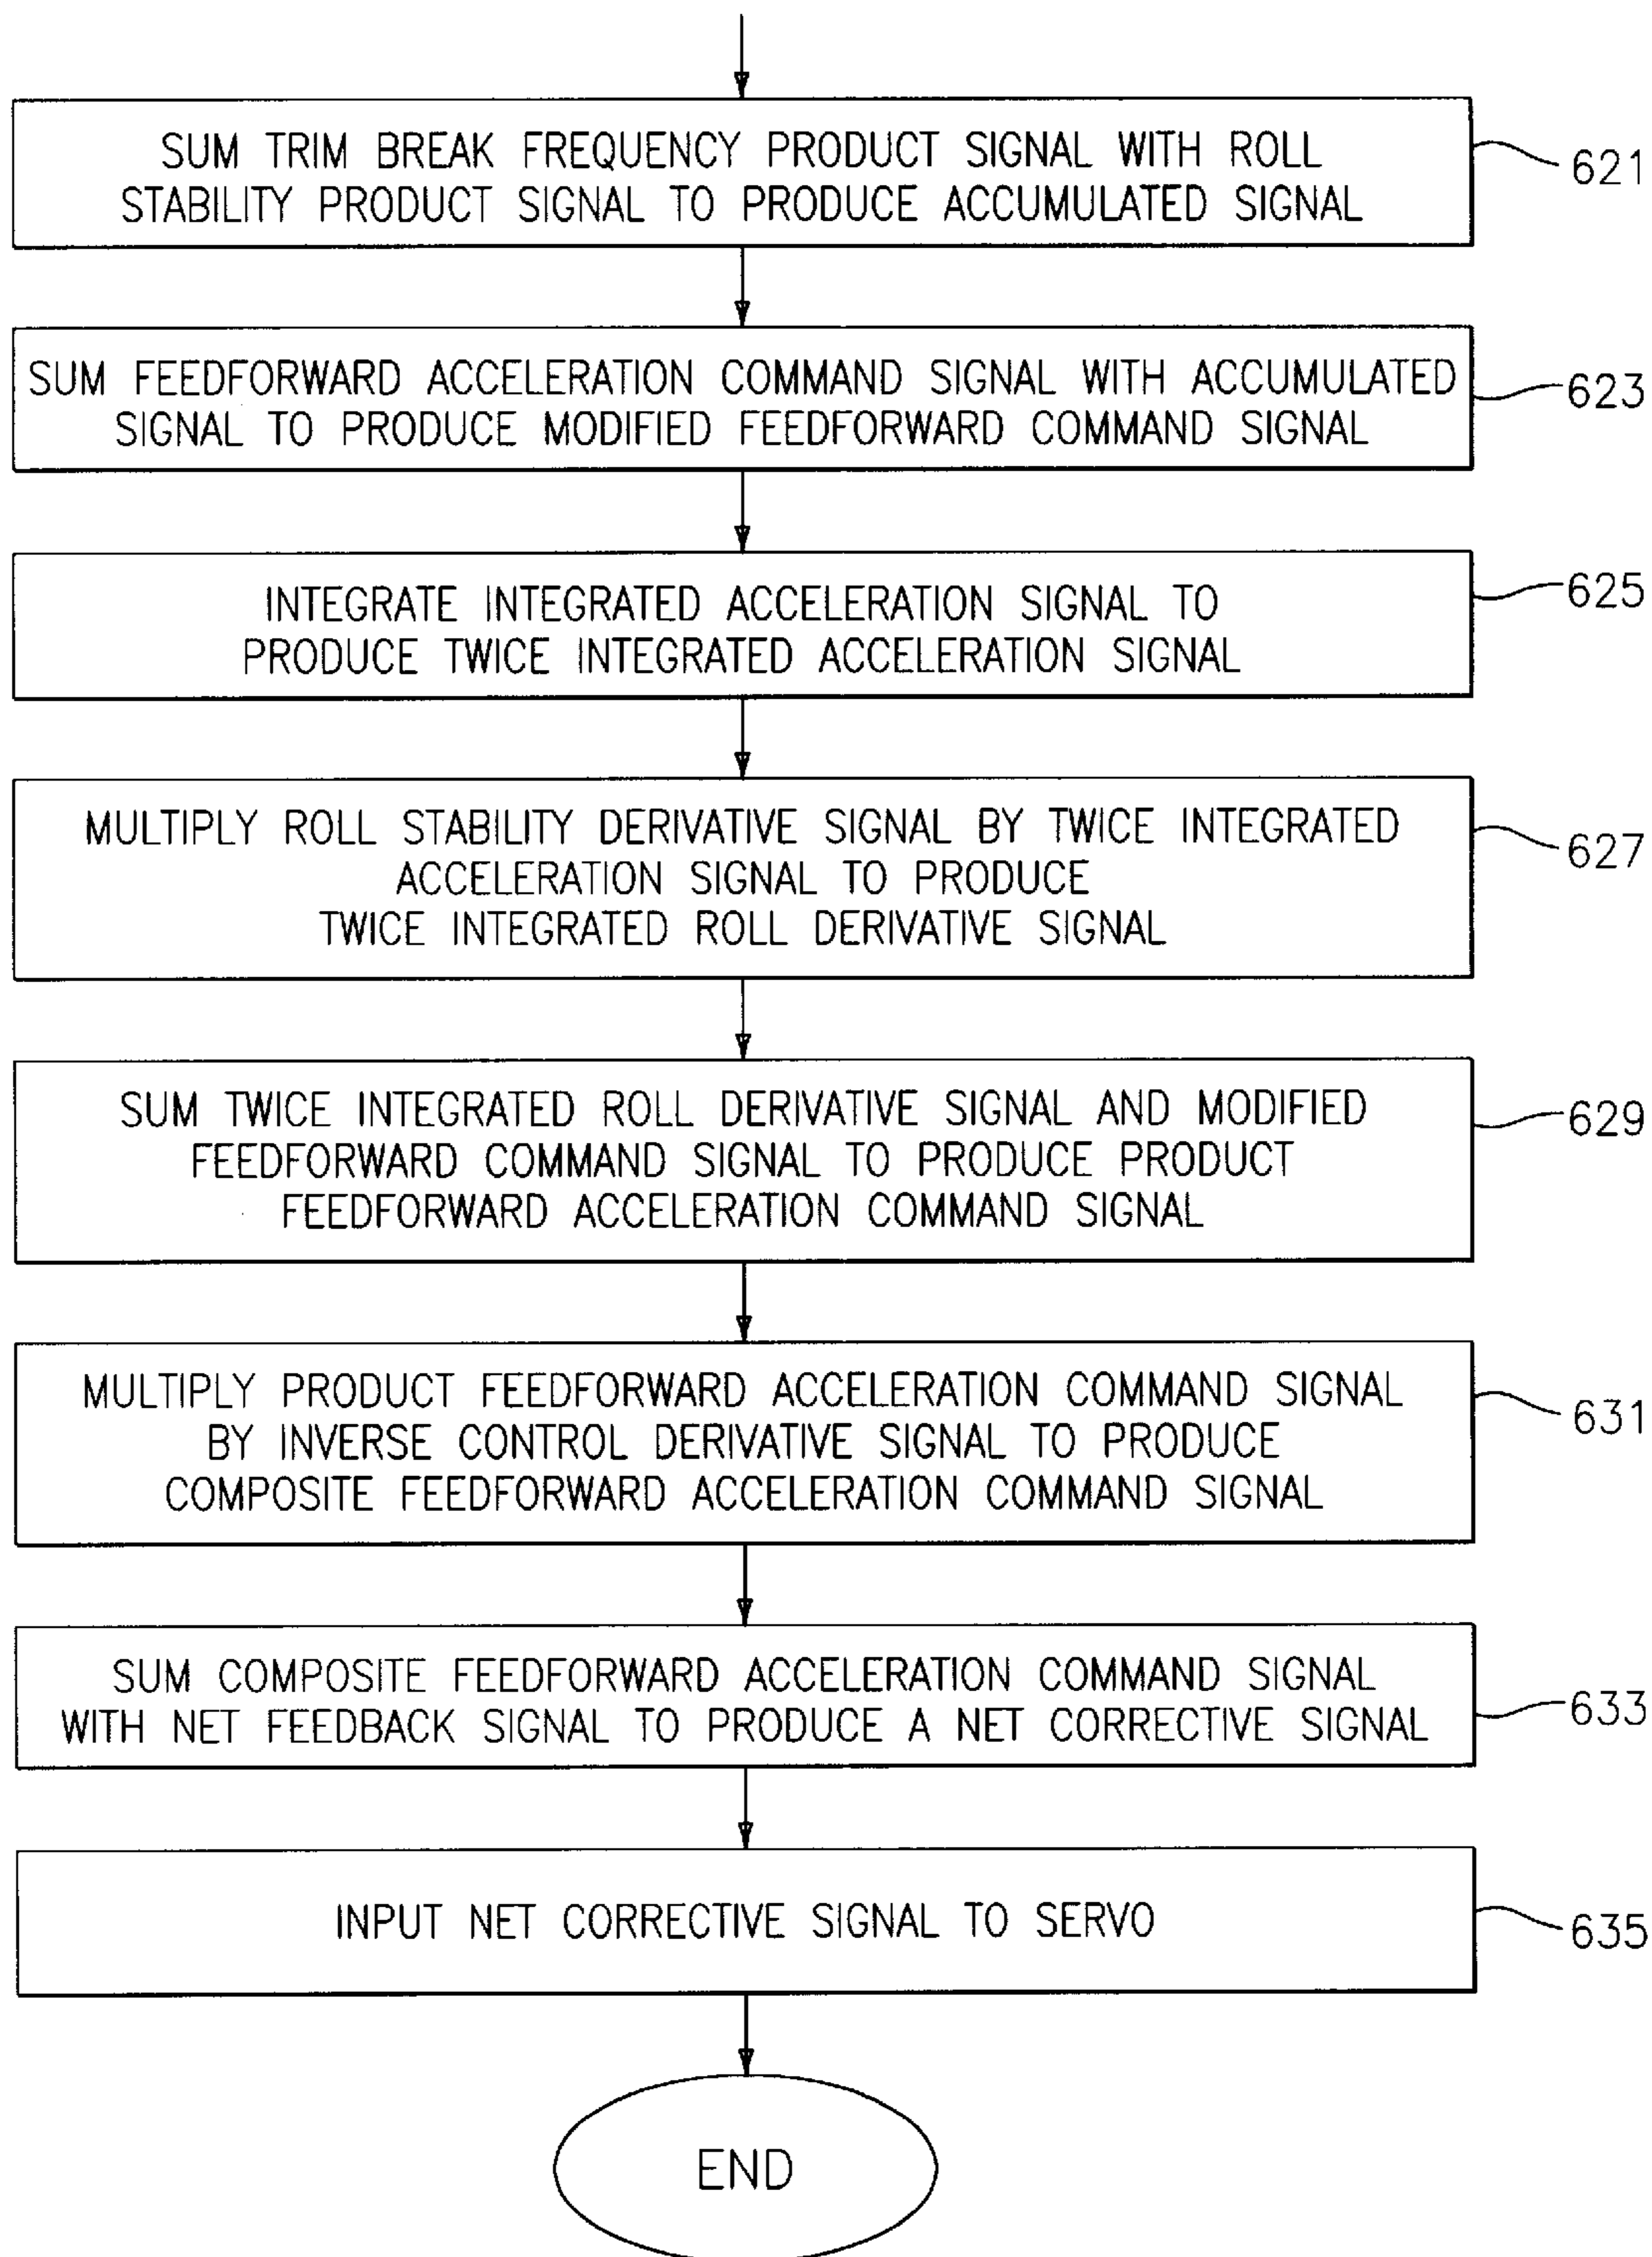 SUM TRIM BREAK FREQUENCY PRODUCT SIGNAL WITH ROLL
STABILITY PRODUCT SIGNAL TO PRODUCE ACCUMULATED SIGNAL
621
SUM FEEDFORWARD ACCELERATION COMMAND SIGNAL WITH ACCUMULATED
SIGNAL TO PRODUCE MODIFIED FEEDFORWARD COMMAND SIGNAL
623
INTEGRATE INTEGRATED ACCELERATION SIGNAL TO
PRODUCE TWICE INTEGRATED ACCELERATION SIGNAL
625
MULTIPLY ROLL STABILITY DERIVATIVE SIGNAL BY TWICE INTEGRATED
ACCELERATION SIGNAL TO PRODUCE
TWICE INTEGRATED ROLL DERIVATIVE SIGNAL
627
SUM TWICE INTEGRATED ROLL DERIVATIVE SIGNAL AND MODIFIED
FEEDFORWARD COMMAND SIGNAL TO PRODUCE PRODUCT
FEEDFORWARD ACCELERATION COMMAND SIGNAL
629
MULTIPLY PRODUCT FEEDFORWARD ACCELERATION COMMAND SIGNAL
BY INVERSE CONTROL DERIVATIVE SIGNAL TO PRODUCE
COMPOSITE FEEDFORWARD ACCELERATION COMMAND SIGNAL
631
SUM COMPOSITE FEEDFORWARD ACCELERATION COMMAND SIGNAL
WITH NET FEEDBACK SIGNAL TO PRODUCE A NET CORRECTIVE SIGNAL
633
INPUT NET CORRECTIVE SIGNAL TO SERVO
635
END